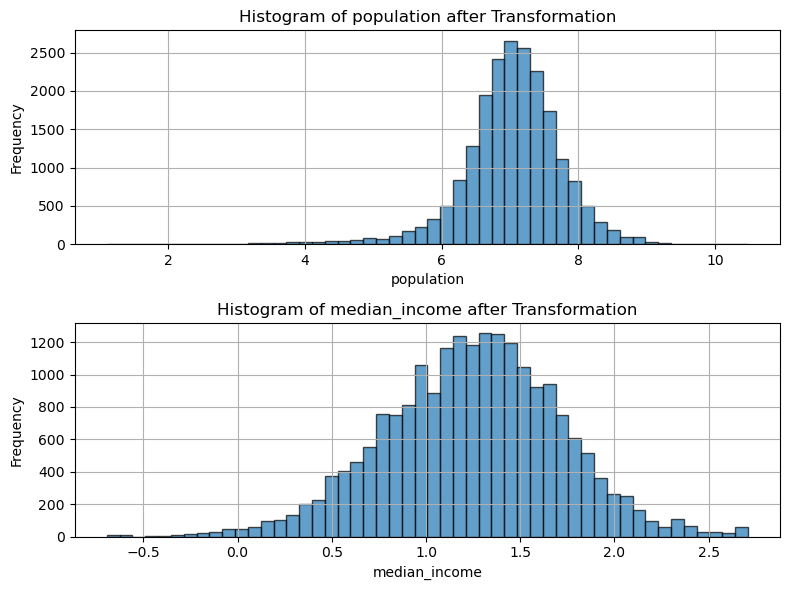 Histogram of population after Transformation
2500
2000
1500
1000
500
0
Frequency
2 4 6 8 10
population
Histogram of median_income after Transformation
1200
1000
800
600
400
200
0
Frequency
−0.5 0.0 0.5 1.0 1.5 2.0 2.5
median_income